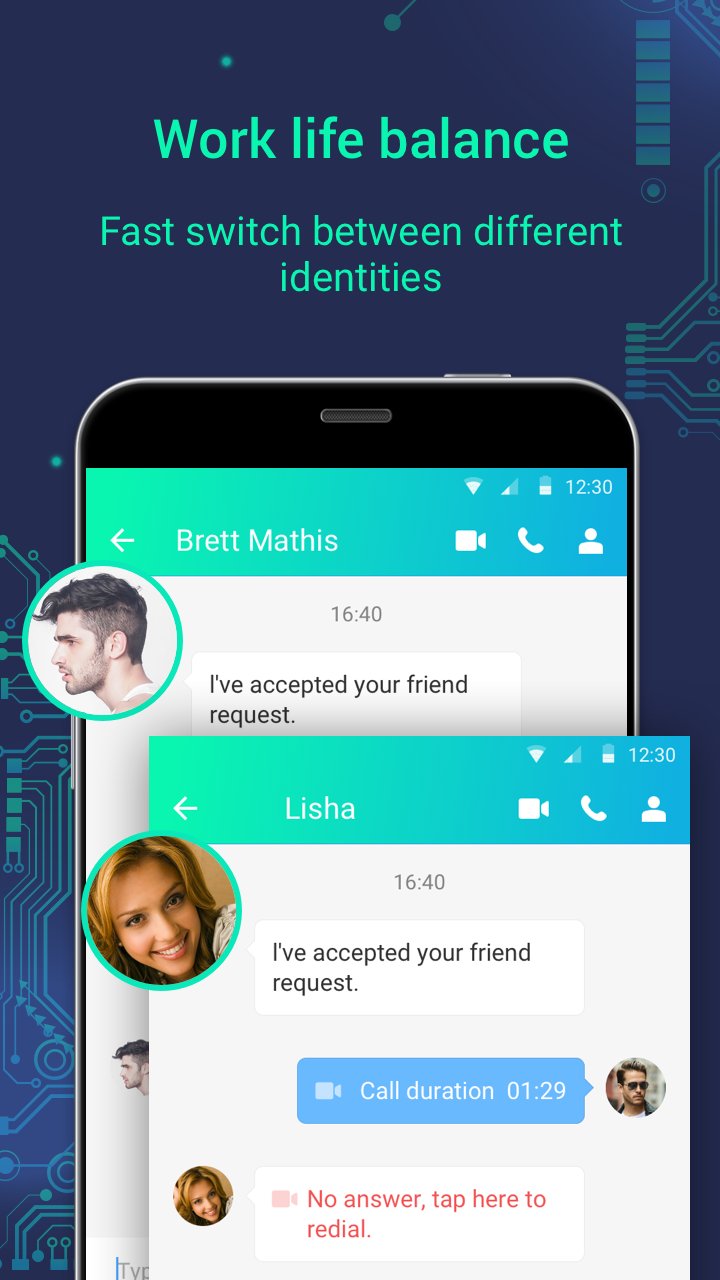 Work life balance
Fast switch between different
identities
12:30
Brett Mathis
16:40
I've accepted your friend
request.
12:30
Lisha
16:40
I've accepted your friend
request.
Call duration 01:29
No answer, tap here to
redial.
Typ